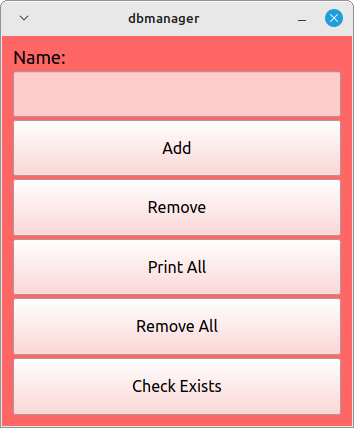 dbmanager
Name:
Add
Remove
Print All
Remove All
Check Exists